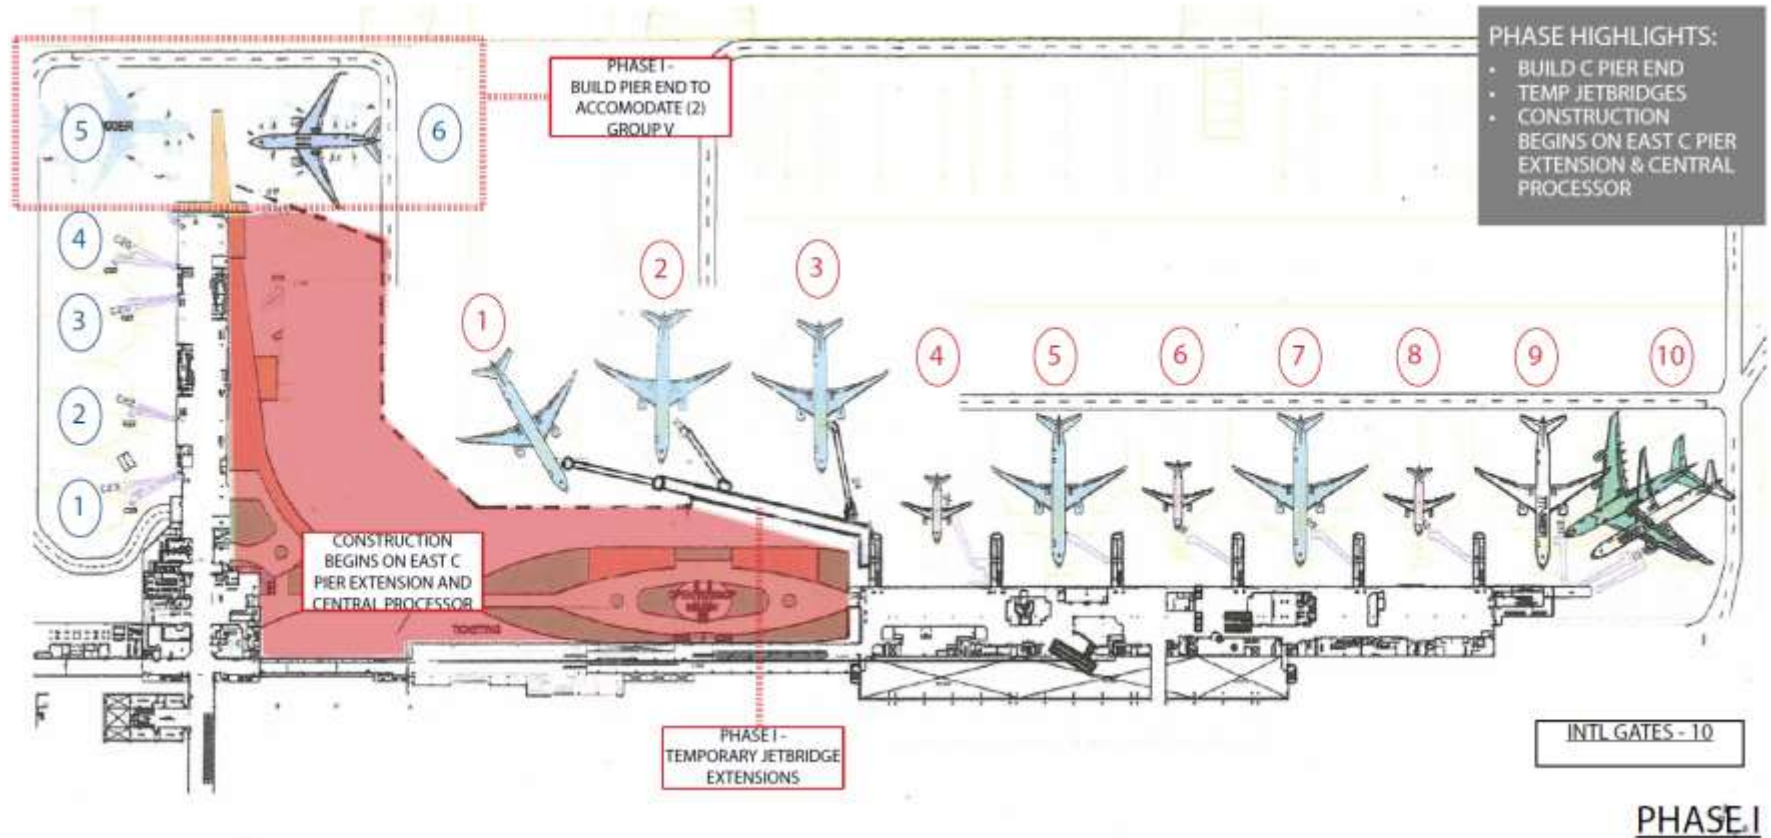 PHASE HIGHLIGHTS:
• BUILD C PIER END
• TEMP JETBRIDGES
• CONSTRUCTION
BEGINS ON EAST C PIER
EXTENSION & CENTRAL
PROCESSOR
PHASE I -
BUILD PIER END TO
ACCOMODATE (2)
GROUP V
5
6
4
3
2
1
1
2
3
4
5
6
7
8
9
10
CONSTRUCTION
BEGINS ON EAST C
PIER EXTENSION AND
CENTRAL PROCESSOR
TICKETING
PHASE I -
TEMPORARY JETBRIDGE
EXTENSIONS
INTL GATES - 10
PHASE I